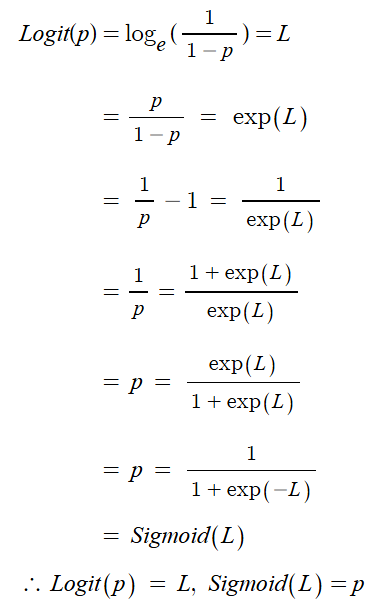 Logit(p) = logₑ(1/(1 − p)) = L
= p/(1 − p) = exp(L)
= 1/p − 1 = 1/exp(L)
= 1/p = (1 + exp(L))/exp(L)
= p = exp(L)/(1 + exp(L))
= p = 1/(1 + exp(−L))
= Sigmoid(L)
∴ Logit(p) = L, Sigmoid(L) = p